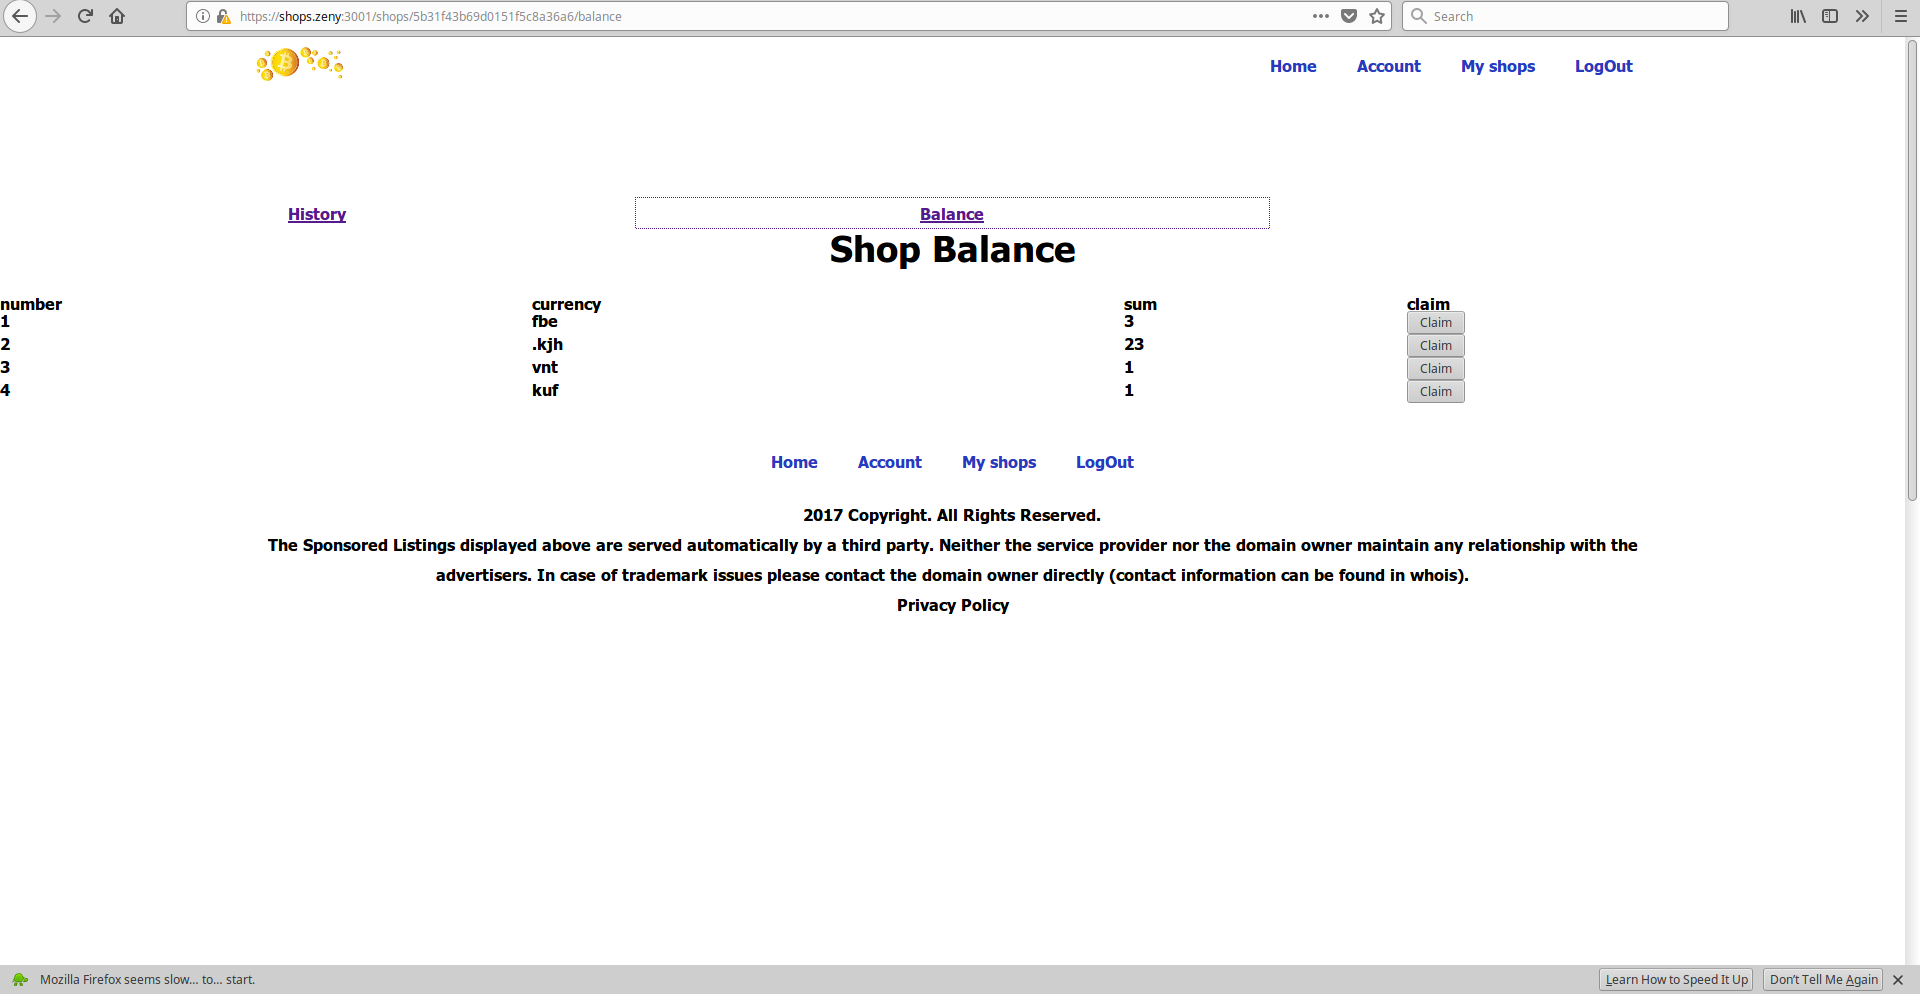 https://shops.zeny:3001/shops/5b31f43b69d0151f5c8a36a6/balance
Search
Home Account My shops LogOut
History Balance
Shop Balance
number currency sum claim
1 fbe 3 Claim
2 .kjh 23 Claim
3 vnt 1 Claim
4 kuf 1 Claim
Home Account My shops LogOut
2017 Copyright. All Rights Reserved.
The Sponsored Listings displayed above are served automatically by a third party. Neither the service provider nor the domain owner maintain any relationship with the
advertisers. In case of trademark issues please contact the domain owner directly (contact information can be found in whois).
Privacy Policy
Mozilla Firefox seems slow... to... start. Learn How to Speed It Up Don't Tell Me Again